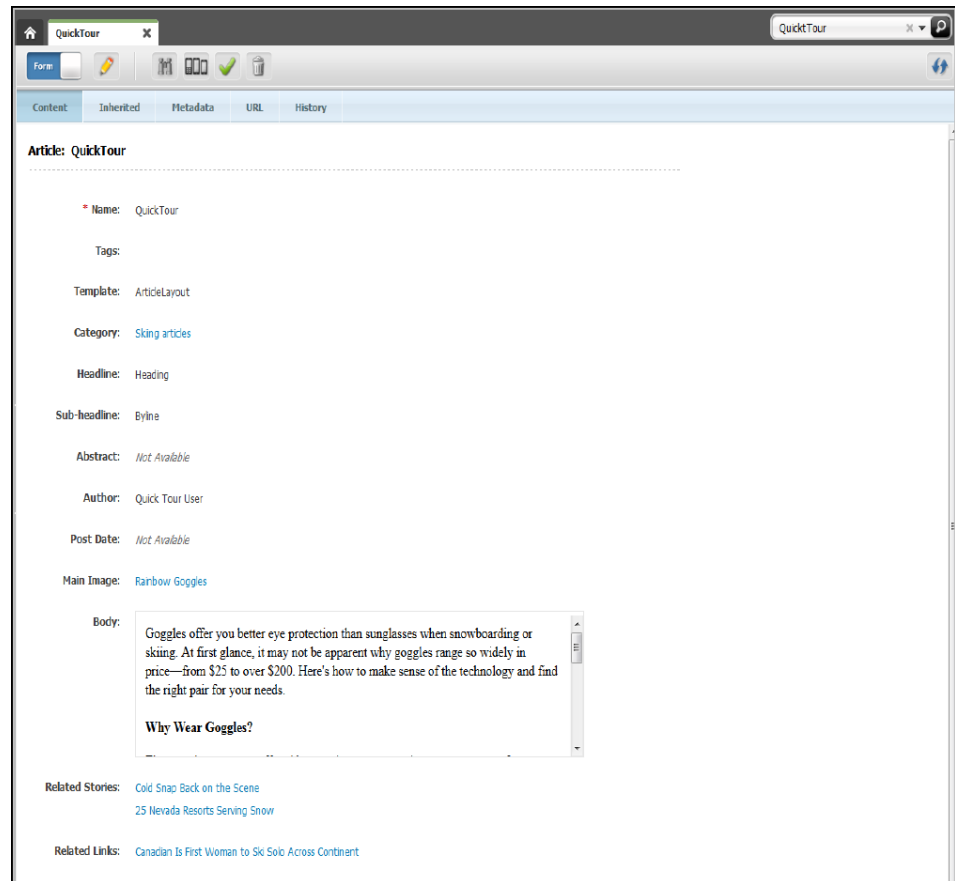 QuickTour
QuicktTour
Form
Content Inherited Metadata URL History
Article: QuickTour
* Name: QuickTour
Tags:
Template: ArticleLayout
Category: Skiing articles
Headline: Heading
Sub-headline: Byline
Abstract: Not Available
Author: Quick Tour User
Post Date: Not Available
Main Image: Rainbow Goggles
Body:
Goggles offer you better eye protection than sunglasses when snowboarding or
skiing. At first glance, it may not be apparent why goggles range so widely in
price—from $25 to over $200. Here's how to make sense of the technology and find
the right pair for your needs.
Why Wear Goggles?
Related Stories: Cold Snap Back on the Scene
25 Nevada Resorts Serving Snow
Related Links: Canadian Is First Woman to Ski Solo Across Continent